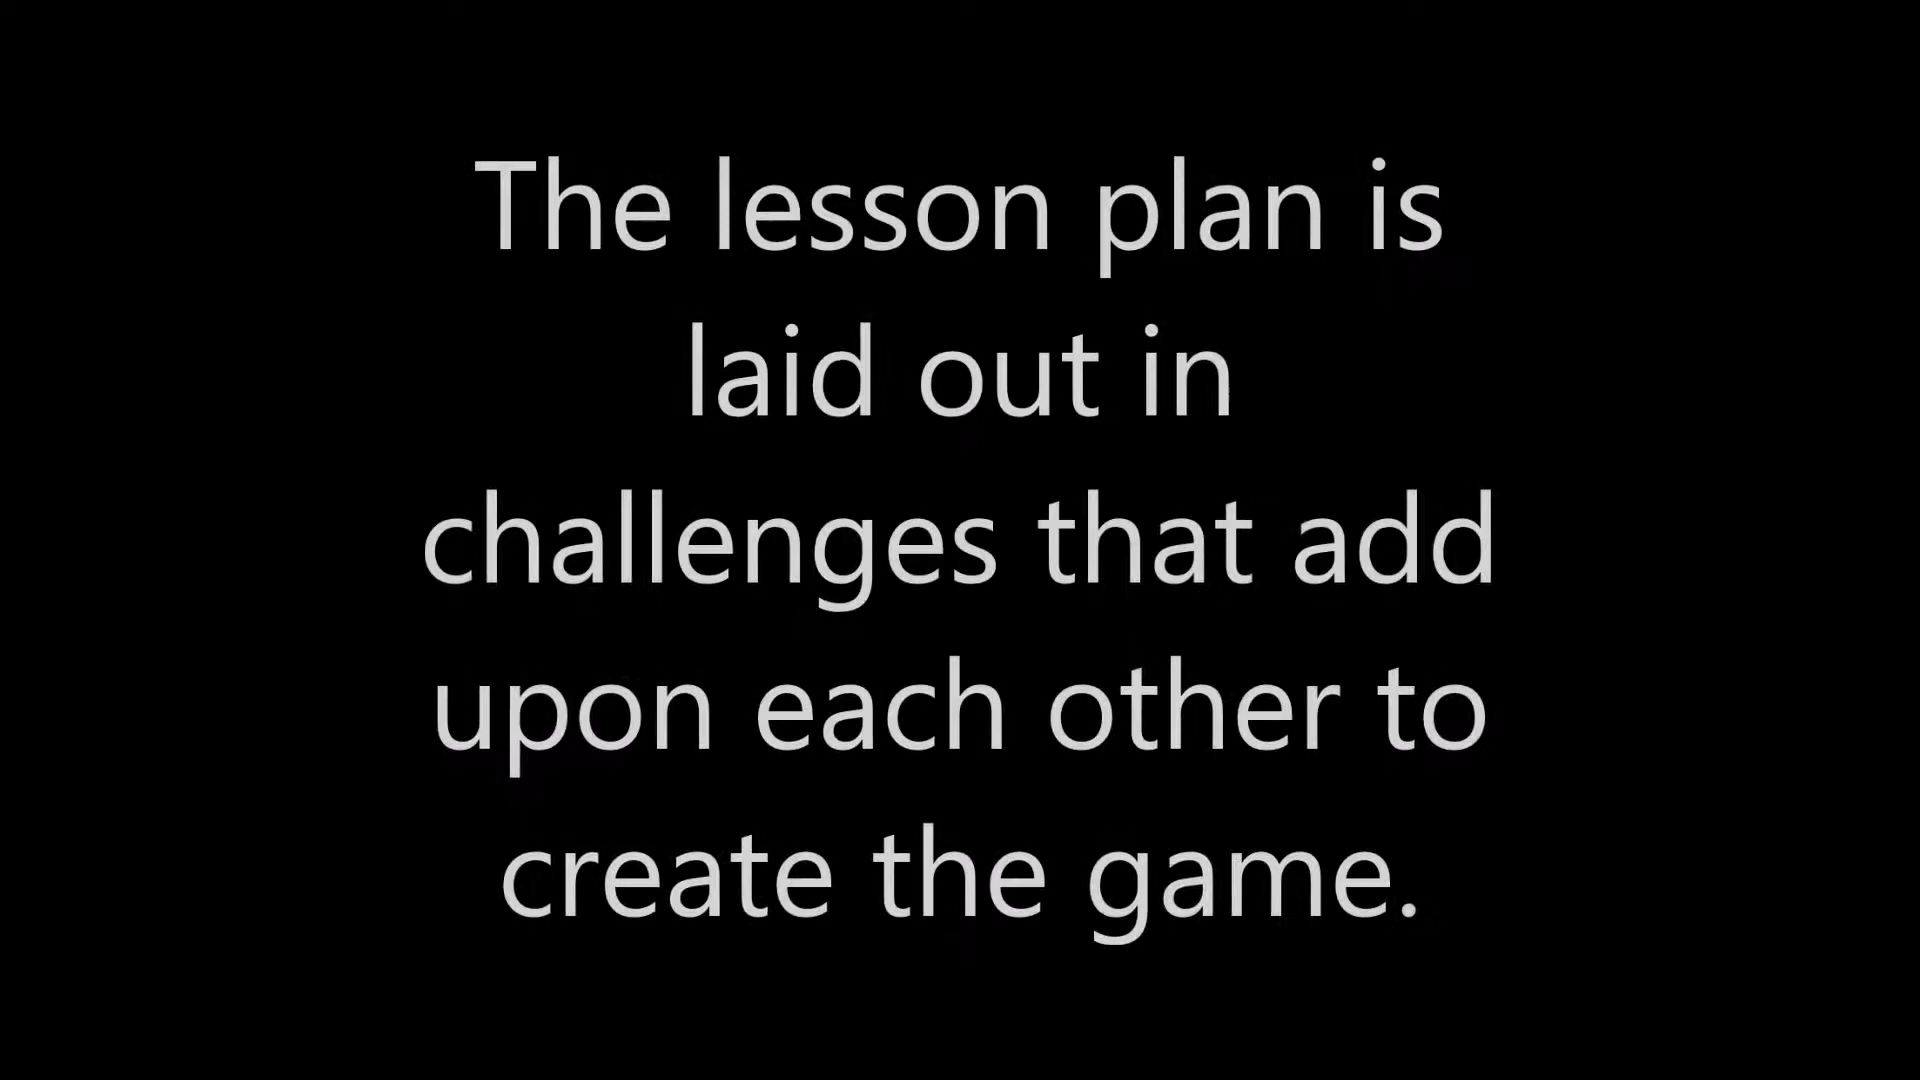 The lesson plan is
laid out in
challenges that add
upon each other to
create the game.